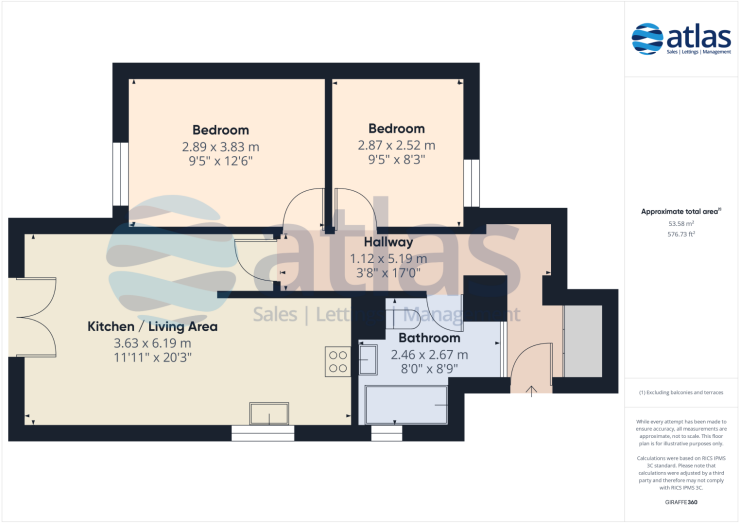 atlas
Sales | Lettings | Management
Bedroom
2.89 x 3.83 m
9'5" x 12'6"
Bedroom
2.87 x 2.52 m
9'5" x 8'3"
Hallway
1.12 x 5.19 m
3'8" x 17'0"
atlas
Sales | Lettings | Management
Kitchen / Living Area
3.63 x 6.19 m
11'11" x 20'3"
Bathroom
2.46 x 2.67 m
8'0" x 8'9"
Approximate total area⁽¹⁾
53.58 m²
576.73 ft²
(1) Excluding balconies and terraces
While every attempt has been made to
ensure accuracy, all measurements are
approximate, not to scale. This floor
plan is for illustrative purposes only.
Calculations were based on RICS IPMS
3C standard. Please note that
calculations were adjusted by a third
party and therefore may not comply
with RICS IPMS 3C.
GIRAFFE360